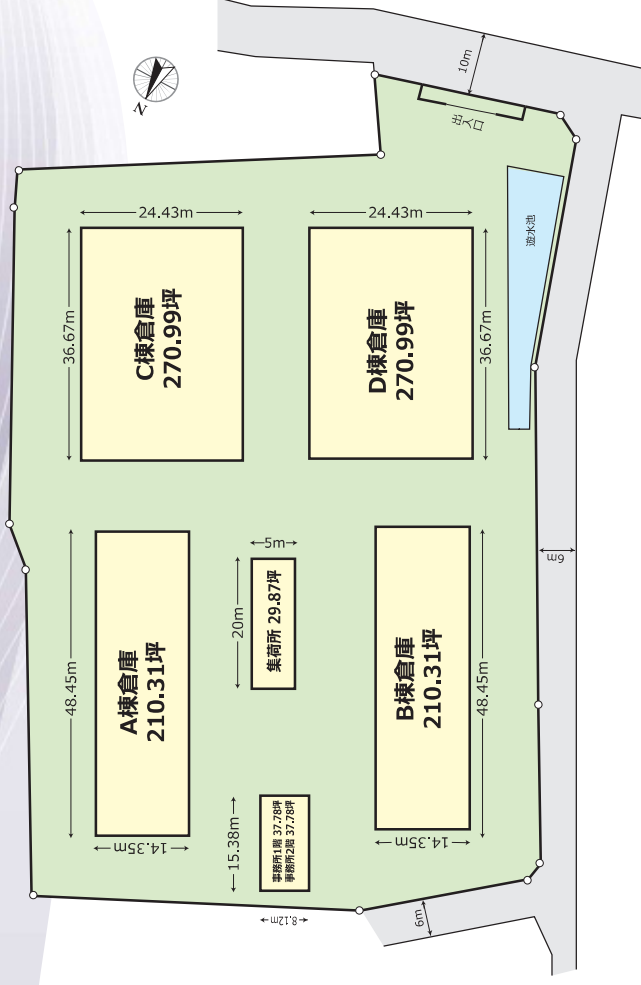 10m
出入口
N
24.43m
24.43m
遊水池
36.67m
C棟倉庫
270.99坪
D棟倉庫
270.99坪
36.67m
5m
6m
20m
集荷所 29.87坪
48.45m
A棟倉庫
210.31坪
B棟倉庫
210.31坪
48.45m
15.38m
事務所1階 37.78坪
事務所2階 37.78坪
14.35m
14.35m
8.12m
6m